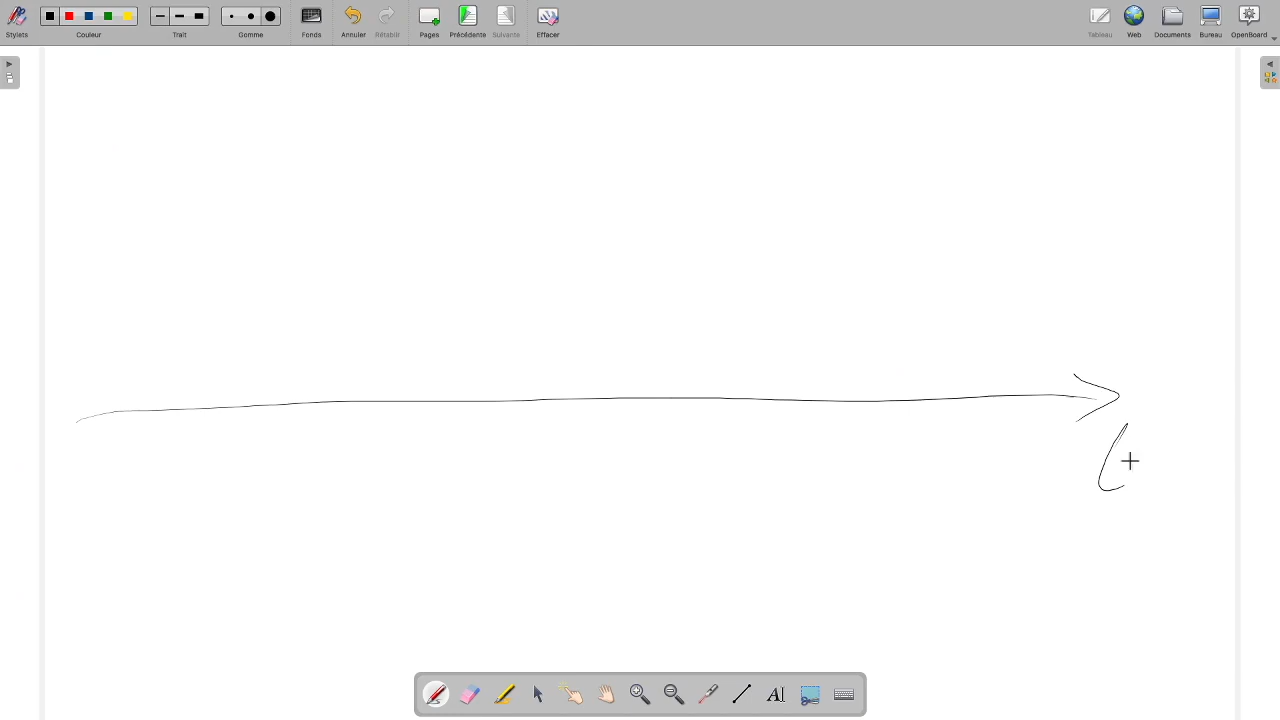 Stylets Couleur Trait Gomme Fonds Annuler Rétablir Pages Précédente Suivante Effacer Tableau Web Documents Bureau OpenBoard